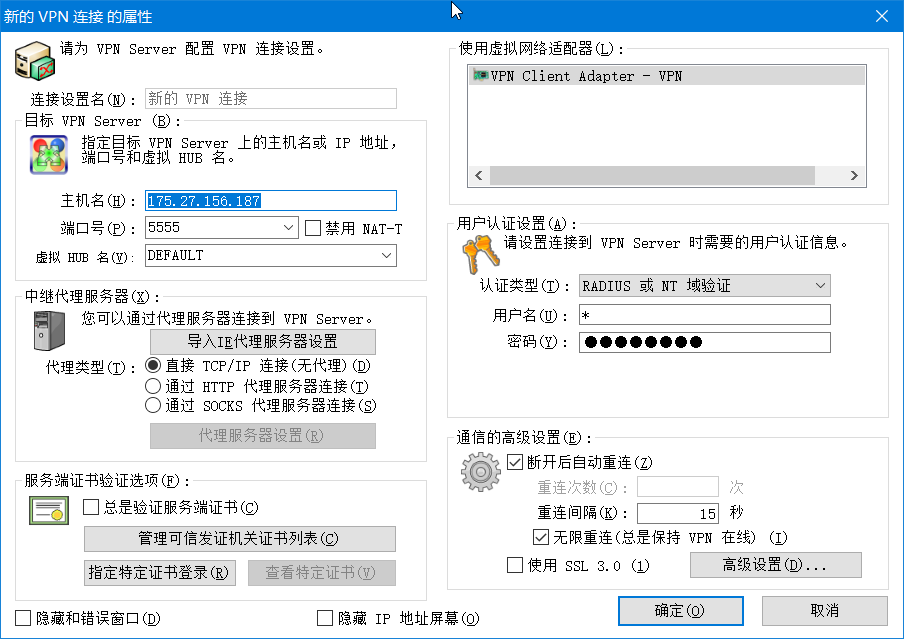 新的 VPN 连接 的属性
请为 VPN Server 配置 VPN 连接设置。
连接设置名(N)：
新的 VPN 连接
目标 VPN Server (B)：
指定目标 VPN Server 上的主机名或 IP 地址，
端口号和虚拟 HUB 名。
主机名(H)：
175.27.156.187
端口号(P)：
5555
禁用 NAT-T
虚拟 HUB 名(V)：
DEFAULT
中继代理服务器(X)：
您可以通过代理服务器连接到 VPN Server。
导入IE代理服务器设置
代理类型(T)：
直接 TCP/IP 连接(无代理)(D)
通过 HTTP 代理服务器连接(T)
通过 SOCKS 代理服务器连接(S)
代理服务器设置(R)
服务端证书验证选项(F)：
总是验证服务端证书(C)
管理可信发证机关证书列表(C)
指定特定证书登录(R)
查看特定证书(V)
隐藏和错误窗口(D)
隐藏 IP 地址屏幕(O)
使用虚拟网络适配器(L)：
VPN Client Adapter - VPN
用户认证设置(A)：
请设置连接到 VPN Server 时需要的用户认证信息。
认证类型(T)：
RADIUS 或 NT 域验证
用户名(U)：
*
密码(Y)：
●●●●●●●●
通信的高级设置(E)：
断开后自动重连(Z)
重连次数(C)：
次
重连间隔(K)：
15
秒
无限重连(总是保持 VPN 在线) (I)
使用 SSL 3.0 (1)
高级设置(D)...
确定(O)
取消